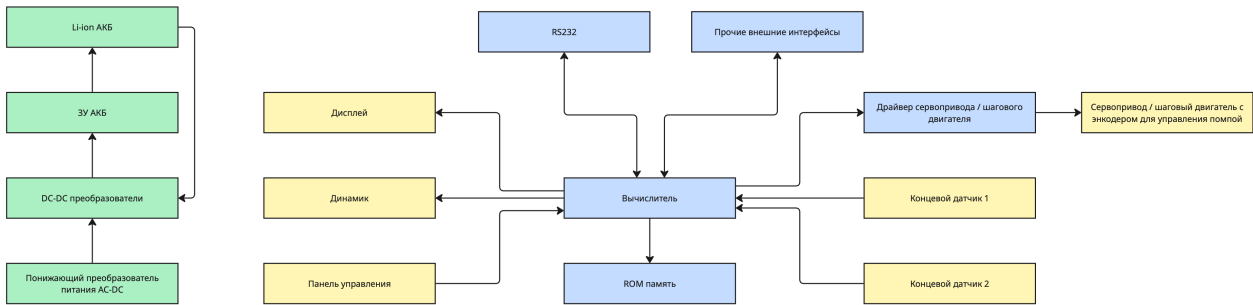 Li-ion АКБ
RS232
Прочие внешние интерфейсы
ЗУ АКБ
Дисплей
Драйвер сервопривода / шагового
двигателя
Сервопривод / шаговый двигатель с
энкодером для управления помпой
DC-DC преобразователи
Динамик
Вычислитель
Концевой датчик 1
Понижающий преобразователь
питания AC-DC
Панель управления
ROM память
Концевой датчик 2